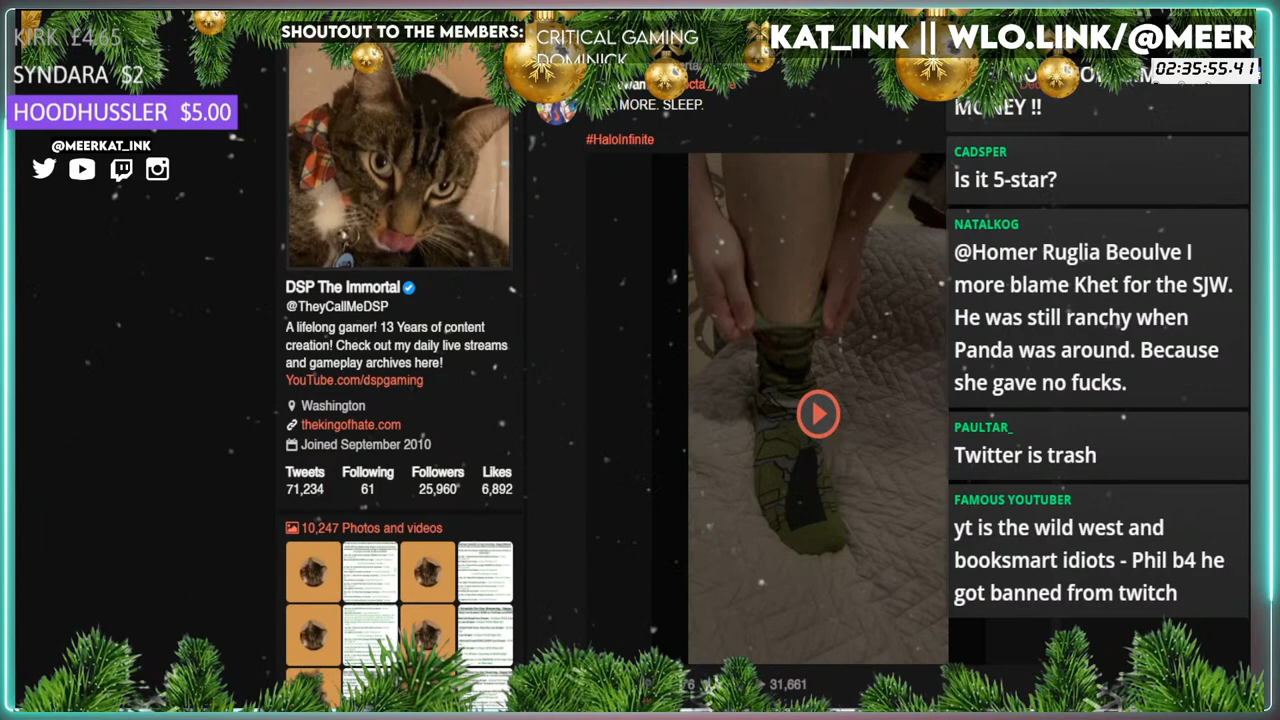 KIRK £4.65
SYNDARA $2
HOODHUSSLER $5.00
@MEERKAT_INK
SHOUTOUT TO THE MEMBERS:
CRITICAL GAMING
DOMINICK
KAT_INK || WLO.LINK/@MEER
02:35:55.41
DSP The Immortal
@TheyCallMeDSP
A lifelong gamer! 13 Years of content
creation! Check out my daily live streams
and gameplay archives here!
YouTube.com/dspgaming
Washington
thekingofhate.com
Joined September 2010
Tweets Following Followers Likes
71,234 61 25,960 6,892
10,247 Photos and videos
MORE. SLEEP.
#HaloInfinite
31,661
MONEY !!
CADSPER
Is it 5-star?
NATALKOG
@Homer Ruglia Beoulve I
more blame Khet for the SJW.
He was still ranchy when
Panda was around. Because
she gave no fucks.
PAULTAR_
Twitter is trash
FAMOUS YOUTUBER
yt is the wild west and
booksmans bots - Phil b4 he
got banned from twitch